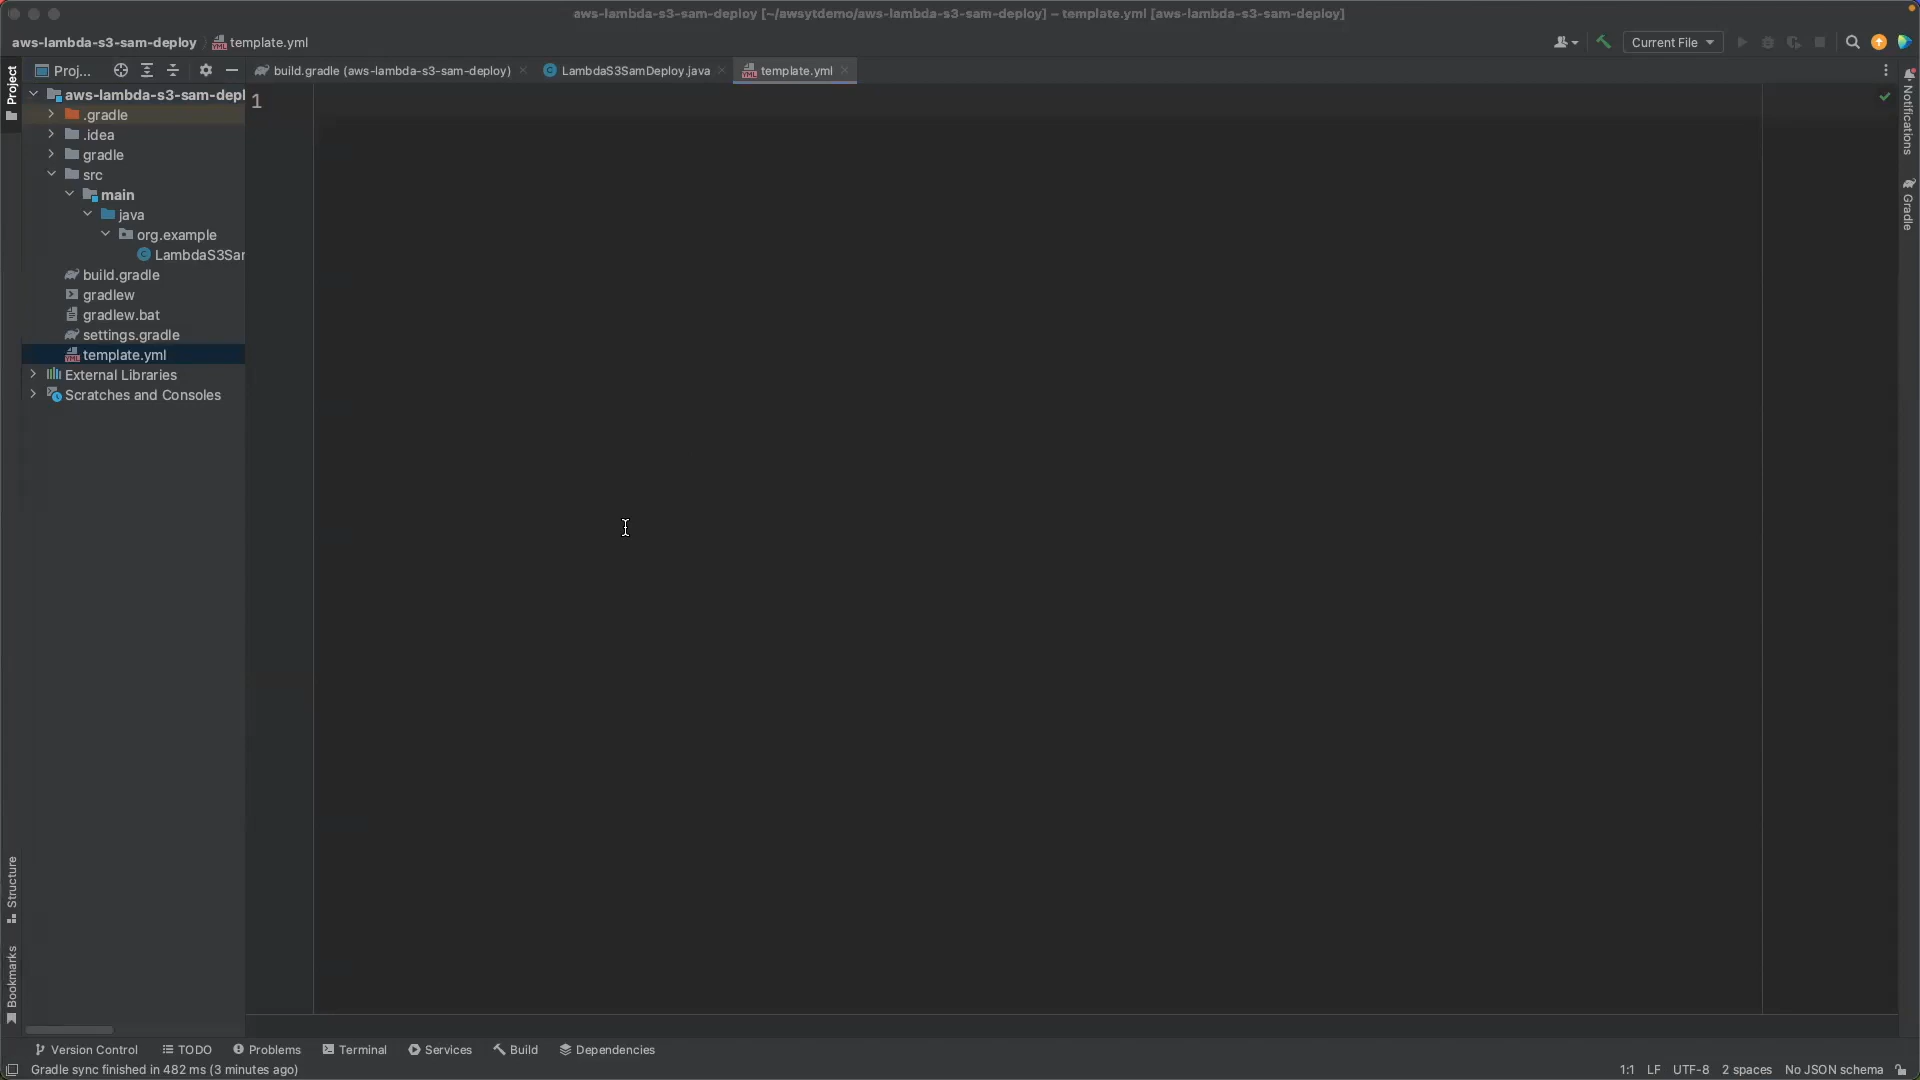 aws-lambda-s3-sam-deploy [~/awsytdemo/aws-lambda-s3-sam-deploy] – template.yml [aws-lambda-s3-sam-deploy]
aws-lambda-s3-sam-deploy template.yml
Current File
Proj...
build.gradle (aws-lambda-s3-sam-deploy)
LambdaS3SamDeploy.java
template.yml
Project
aws-lambda-s3-sam-depl
1
.gradle
.idea
gradle
src
main
java
org.example
LambdaS3Sar
build.gradle
gradlew
gradlew.bat
settings.gradle
template.yml
External Libraries
Scratches and Consoles
Notifications
Gradle
Structure
Bookmarks
Version Control
TODO
Problems
Terminal
Services
Build
Dependencies
Gradle sync finished in 482 ms (3 minutes ago)
1:1 LF UTF-8 2 spaces No JSON schema